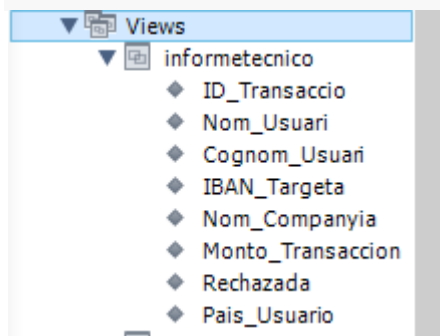 Views
informetecnico
ID_Transaccio
Nom_Usuari
Cognom_Usuari
IBAN_Targeta
Nom_Companyia
Monto_Transaccion
Rechazada
Pais_Usuario